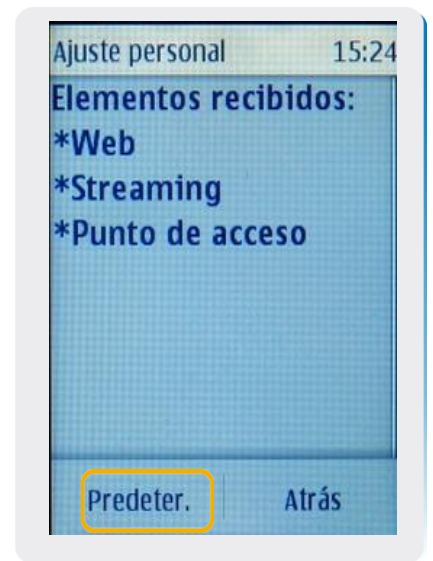 Ajuste personal 15:24
Elementos recibidos:
*Web
*Streaming
*Punto de acceso
Predeter. Atrás